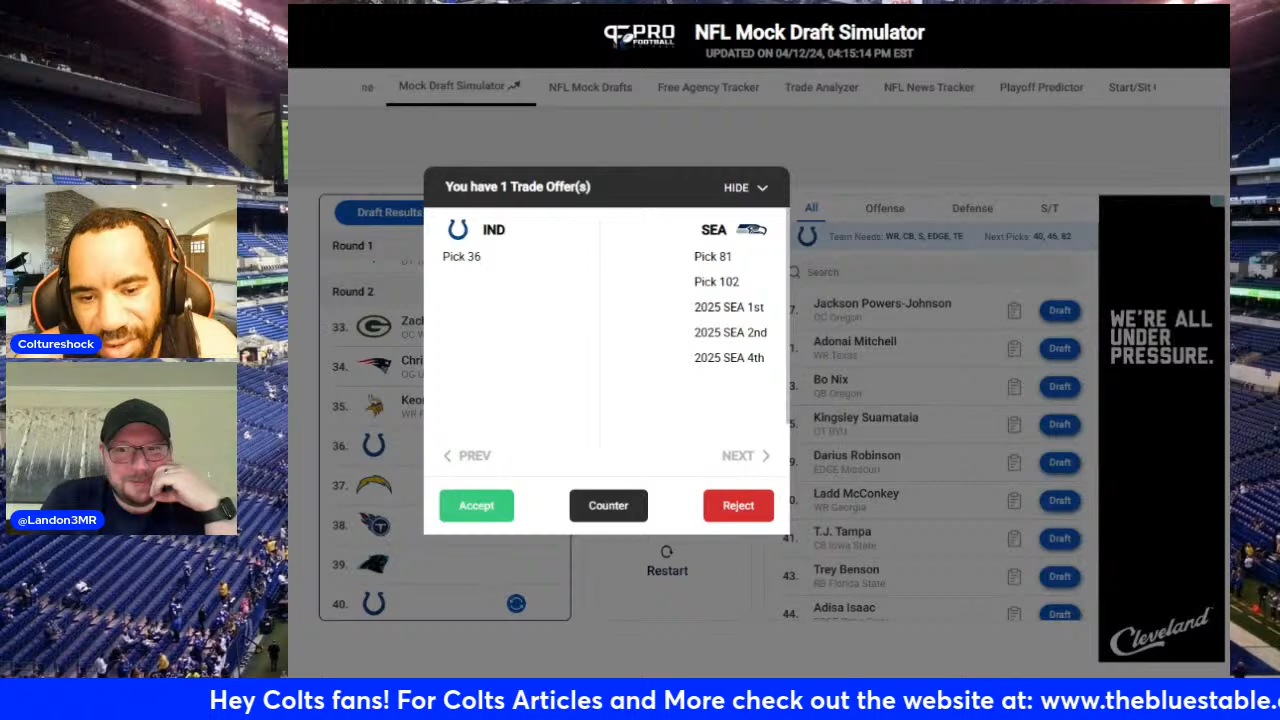 PRO
FOOTBALL
NFL Mock Draft Simulator
UPDATED ON 04/12/24, 04:15:14 PM EST
ne
Mock Draft Simulator
NFL Mock Drafts
Free Agency Tracker
Trade Analyzer
NFL News Tracker
Playoff Predictor
Start/Sit
You have 1 Trade Offer(s)
HIDE
IND
SEA
Pick 36
Pick 81
Pick 102
2025 SEA 1st
2025 SEA 2nd
2025 SEA 4th
PREV
NEXT
Accept
Counter
Reject
Draft Results
Round 1
Round 2
33.
34.
35.
36.
37.
38.
39.
40.
Restart
All
Offense
Defense
S/T
Team Needs: WR, CB, S, EDGE, TE
Next Picks: 40, 46, 82
Search
Jackson Powers-Johnson
OC Oregon
Draft
Adonai Mitchell
WR Texas
Draft
Bo Nix
QB Oregon
Draft
Kingsley Suamataia
OT BYU
Draft
Darius Robinson
EDGE Missouri
Draft
Ladd McConkey
WR Georgia
Draft
41.
T.J. Tampa
CB Iowa State
Draft
43.
Trey Benson
RB Florida State
Draft
44.
Adisa Isaac
Draft
WE'RE ALL
UNDER
PRESSURE.
Cleveland
Coltureshock
@Landon3MR
Hey Colts fans! For Colts Articles and More check out the website at: www.thebluestable.